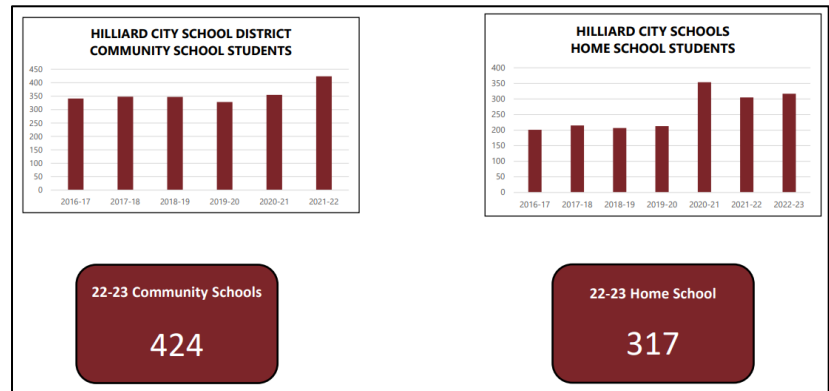 HILLIARD CITY SCHOOL DISTRICT
COMMUNITY SCHOOL STUDENTS
450
400
350
300
250
200
150
100
50
0
2016-17 2017-18 2018-19 2019-20 2020-21 2021-22
HILLIARD CITY SCHOOLS
HOME SCHOOL STUDENTS
400
350
300
250
200
150
100
50
0
2016-17 2017-18 2018-19 2019-20 2020-21 2021-22 2022-23
22-23 Community Schools
424
22-23 Home School
317